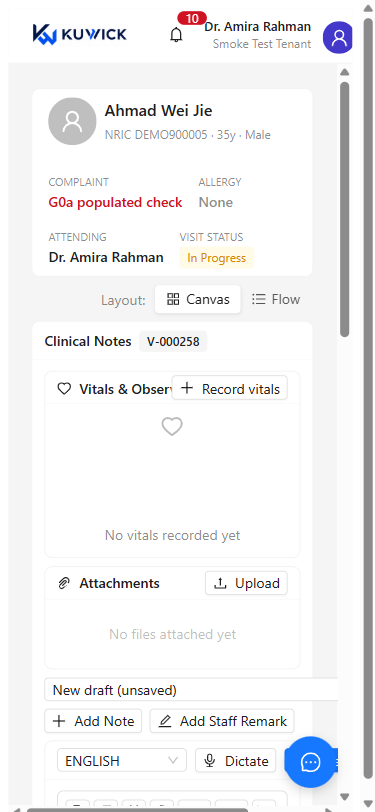 KUWICK
10
Dr. Amira Rahman
Smoke Test Tenant
Ahmad Wei Jie
NRIC DEMO900005 · 35y · Male
COMPLAINT
ALLERGY
G0a populated check
None
ATTENDING
VISIT STATUS
Dr. Amira Rahman
In Progress
Layout:
Canvas
Flow
Clinical Notes
V-000258
Vitals & Obser
Record vitals
No vitals recorded yet
Attachments
Upload
No files attached yet
New draft (unsaved)
Add Note
Add Staff Remark
ENGLISH
Dictate